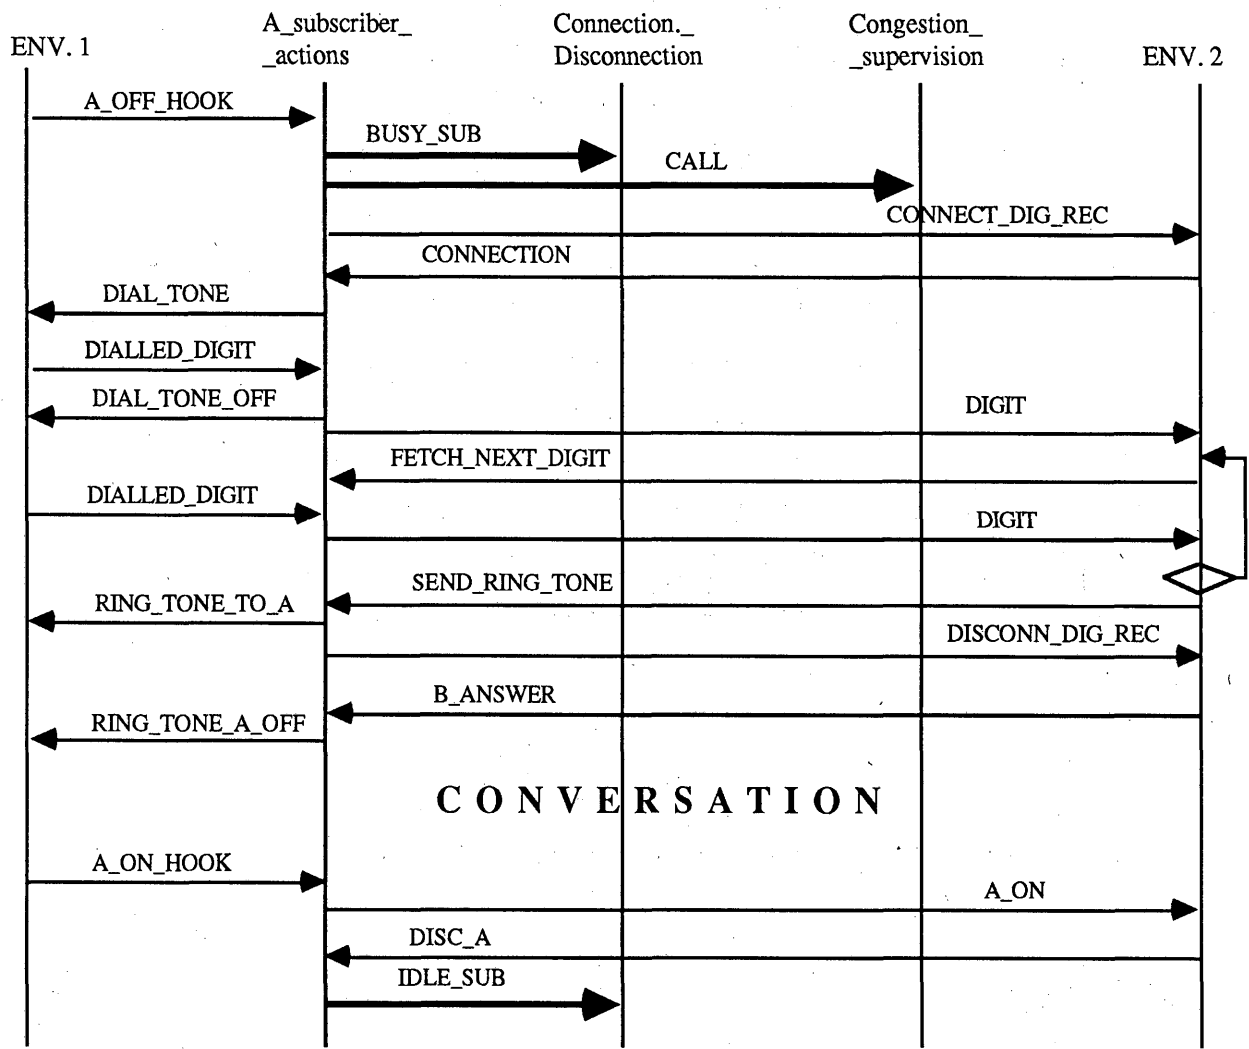 ENV. 1
A_subscriber_
_actions
Connection._
Disconnection
Congestion_
_supervision
ENV. 2
A_OFF_HOOK
BUSY_SUB
CALL
CONNECT_DIG_REC
CONNECTION
DIAL_TONE
DIALLED_DIGIT
DIAL_TONE_OFF
DIGIT
FETCH_NEXT_DIGIT
DIALLED_DIGIT
DIGIT
SEND_RING_TONE
RING_TONE_TO_A
DISCONN_DIG_REC
B_ANSWER
RING_TONE_A_OFF
CONVERSATION
A_ON_HOOK
A_ON
DISC_A
IDLE_SUB